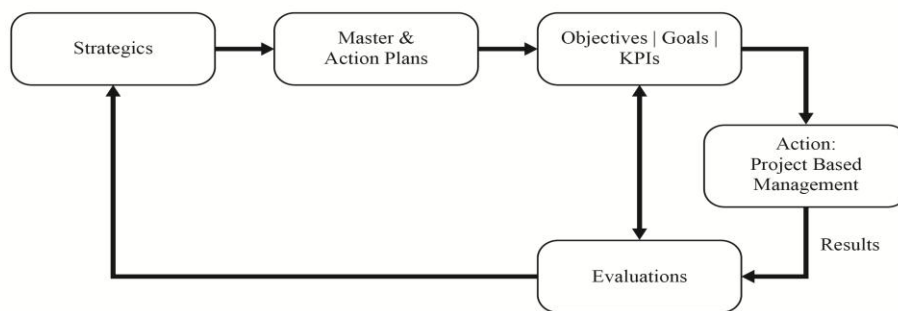 Strategics
Master &
Action Plans
Objectives | Goals |
KPIs
Action:
Project Based
Management
Results
Evaluations